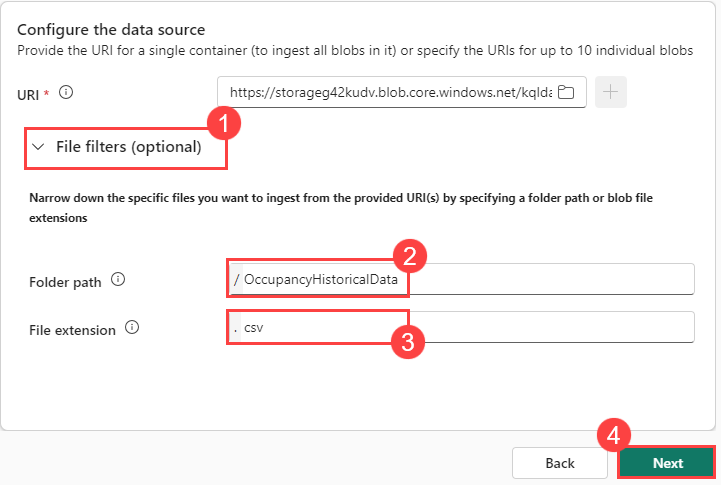 Configure the data source
Provide the URI for a single container (to ingest all blobs in it) or specify the URIs for up to 10 individual blobs
URI *
https://storageg42kudv.blob.core.windows.net/kqlda
1
File filters (optional)
Narrow down the specific files you want to ingest from the provided URI(s) by specifying a folder path or blob file
extensions
2
Folder path / OccupancyHistoricalData
File extension . csv
3
4
Back Next